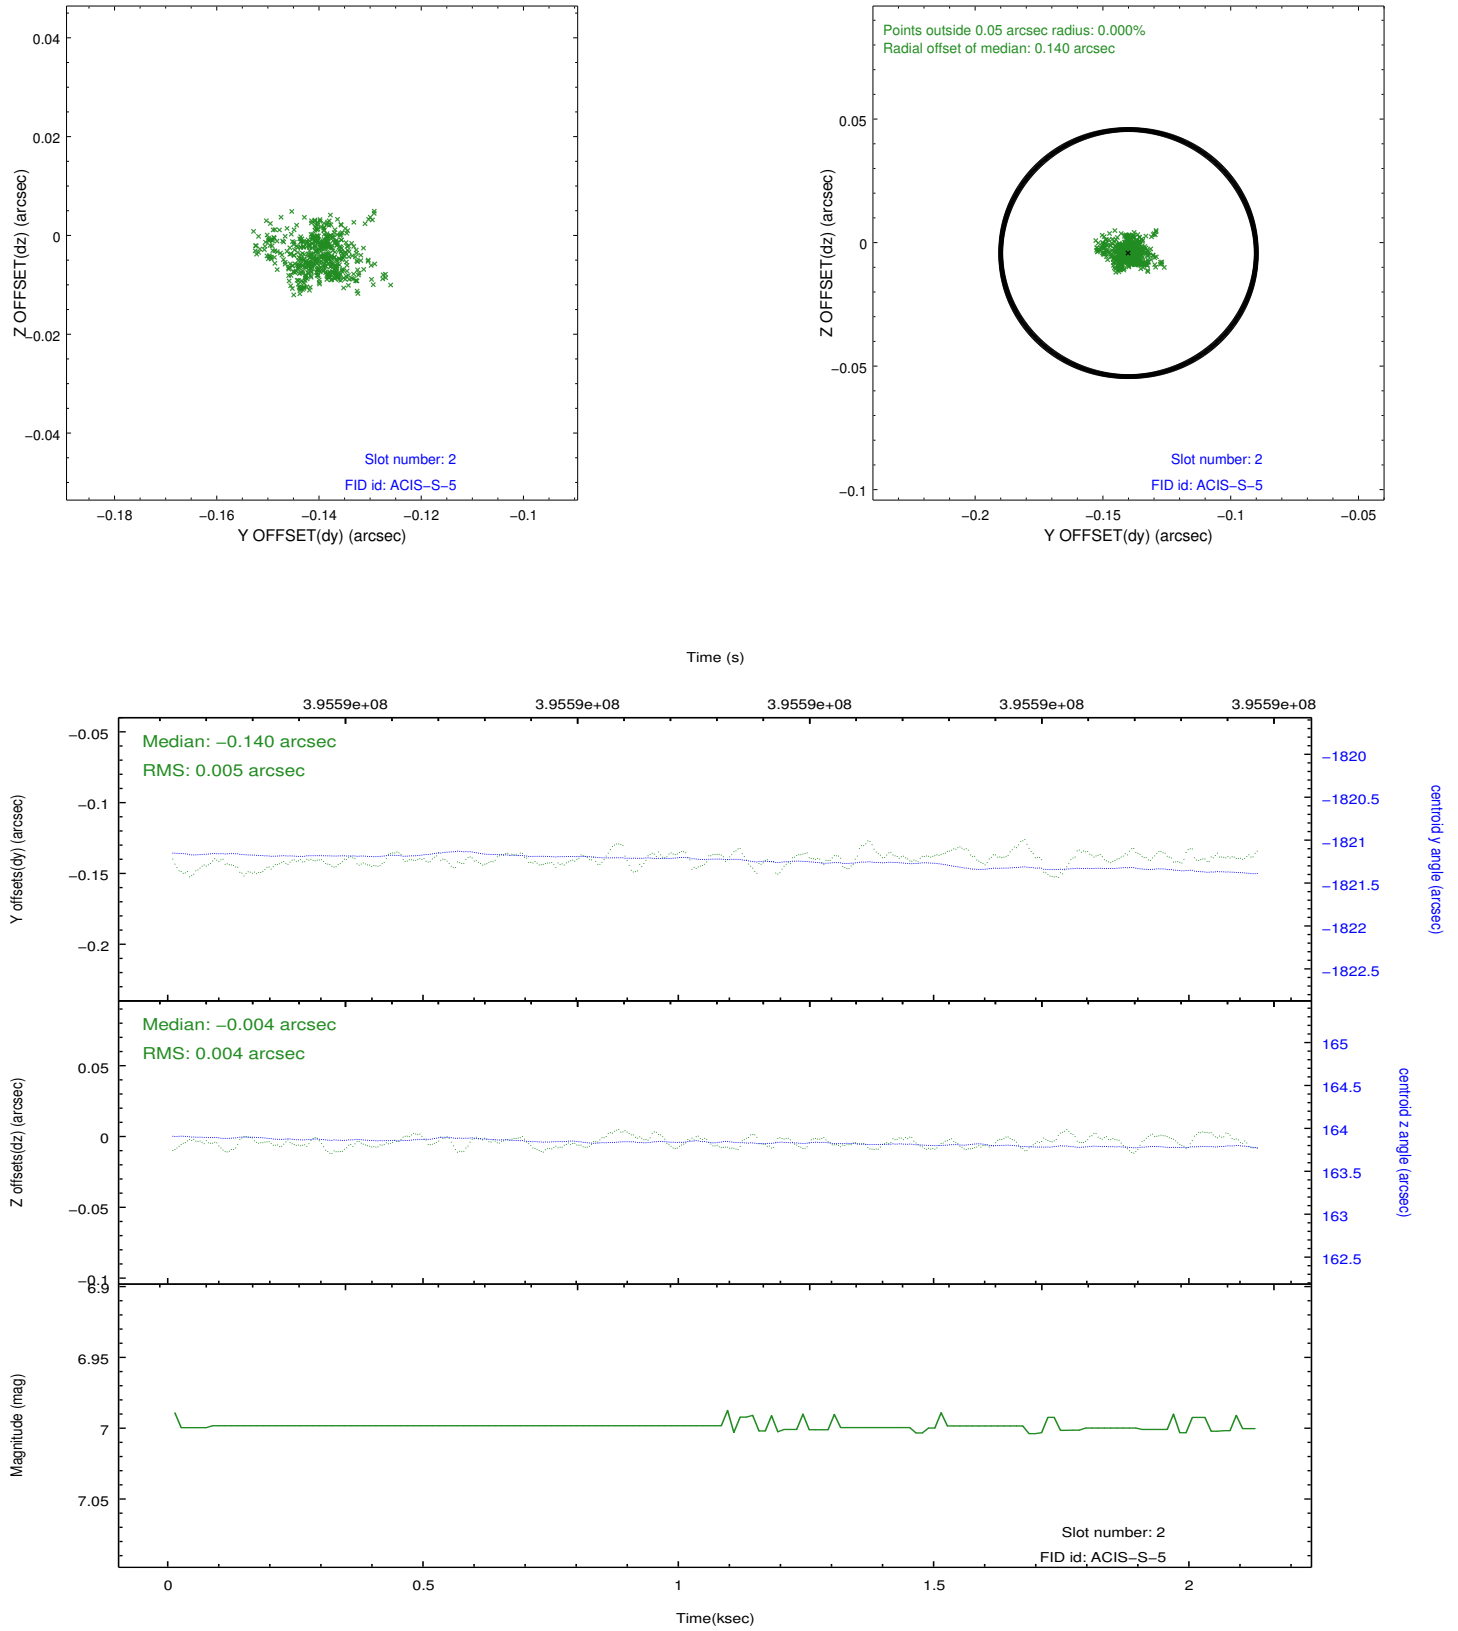 0.04
0.02
0
−0.02
−0.04
Z OFFSET(dz) (arcsec)
Slot number: 2
FID id: ACIS−S−5
−0.18 −0.16 −0.14 −0.12 −0.1
Y OFFSET(dy) (arcsec)
Points outside 0.05 arcsec radius: 0.000%
Radial offset of median: 0.140 arcsec
0.05
0
−0.05
−0.1
Z OFFSET(dz) (arcsec)
Slot number: 2
FID id: ACIS−S−5
−0.2 −0.15 −0.1 −0.05
Y OFFSET(dy) (arcsec)
Time (s)
3.9559e+08 3.9559e+08 3.9559e+08 3.9559e+08 3.9559e+08
Median: −0.140 arcsec
RMS: 0.005 arcsec
−0.05
−0.1
−0.15
−0.2
Y offsets(dy) (arcsec)
−1820
−1820.5
−1821
−1821.5
−1822
−1822.5
centroid y angle (arcsec)
Median: −0.004 arcsec
RMS: 0.004 arcsec
0.05
0
−0.05
−0.1
Z offsets(dz) (arcsec)
165
164.5
164
163.5
163
162.5
centroid z angle (arcsec)
6.9
6.95
7
7.05
Magnitude (mag)
Slot number: 2
FID id: ACIS−S−5
0 0.5 1 1.5 2
Time(ksec)